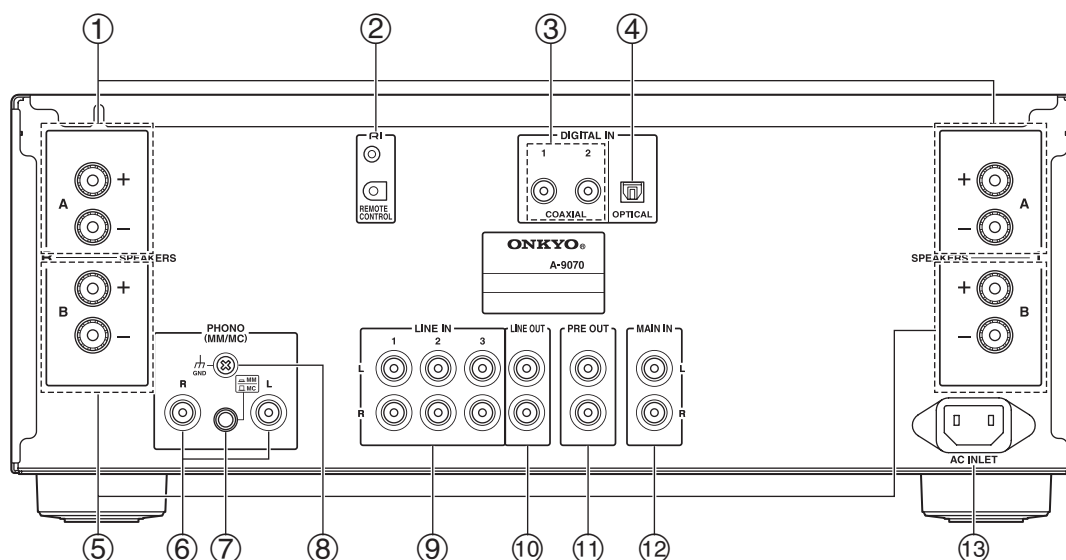 ① ② ③ ④
RI
REMOTE
CONTROL
DIGITAL IN
1 2
COAXIAL
OPTICAL
A
+
−
SPEAKERS
B
+
−
+
−
A
SPEAKERS
+
−
B
ONKYO®
A-9070
PHONO
(MM/MC)
GND
R
MM
MC
L
LINE IN
1 2 3
L
R
LINE OUT
PRE OUT
MAIN IN
L
R
AC INLET
⑤ ⑥ ⑦ ⑧ ⑨ ⑩ ⑪ ⑫ ⑬